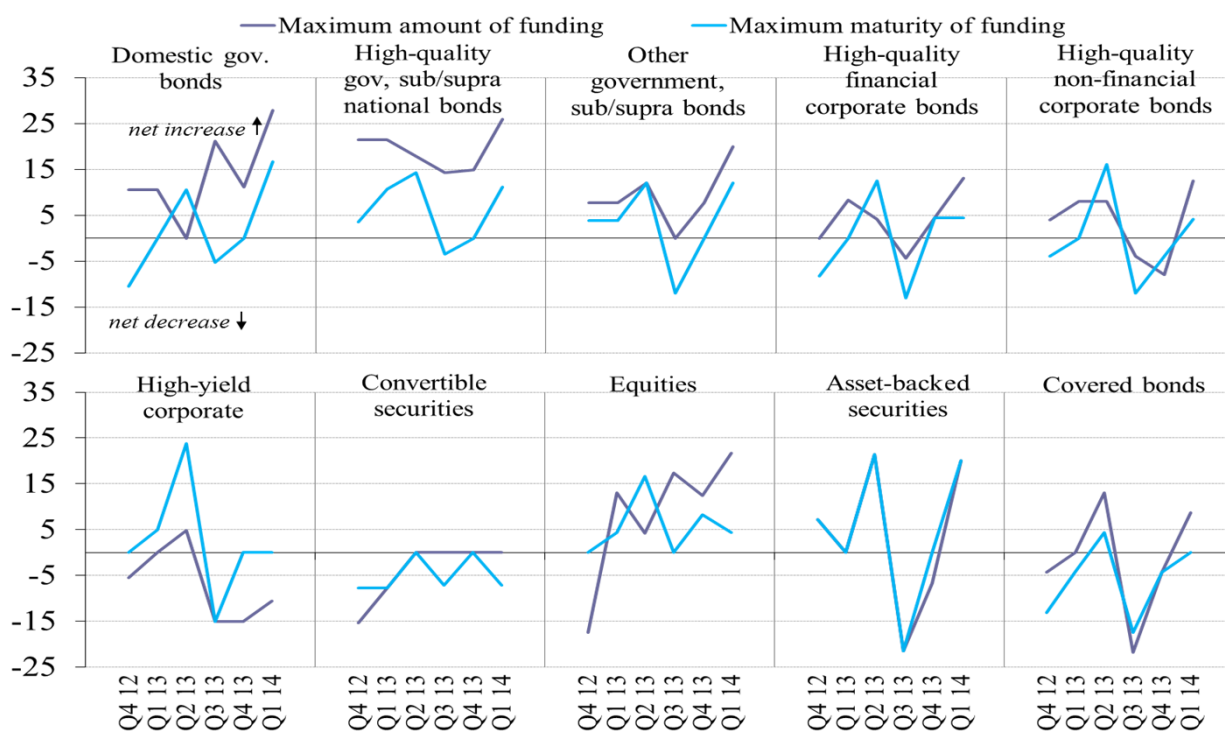 Maximum amount of funding
Maximum maturity of funding
Domestic gov.
bonds
High-quality
gov, sub/supra
national bonds
Other
government,
sub/supra bonds
High-quality
financial
corporate bonds
High-quality
non-financial
corporate bonds
35
25
15
5
-5
-15
-25
net increase
net decrease
High-yield
corporate
Convertible
securities
Equities
Asset-backed
securities
Covered bonds
35
25
15
5
-5
-15
-25
Q4 12
Q1 13
Q2 13
Q3 13
Q4 13
Q1 14
Q4 12
Q1 13
Q2 13
Q3 13
Q4 13
Q1 14
Q4 12
Q1 13
Q2 13
Q3 13
Q4 13
Q1 14
Q4 12
Q1 13
Q2 13
Q3 13
Q4 13
Q1 14
Q4 12
Q1 13
Q2 13
Q3 13
Q4 13
Q1 14